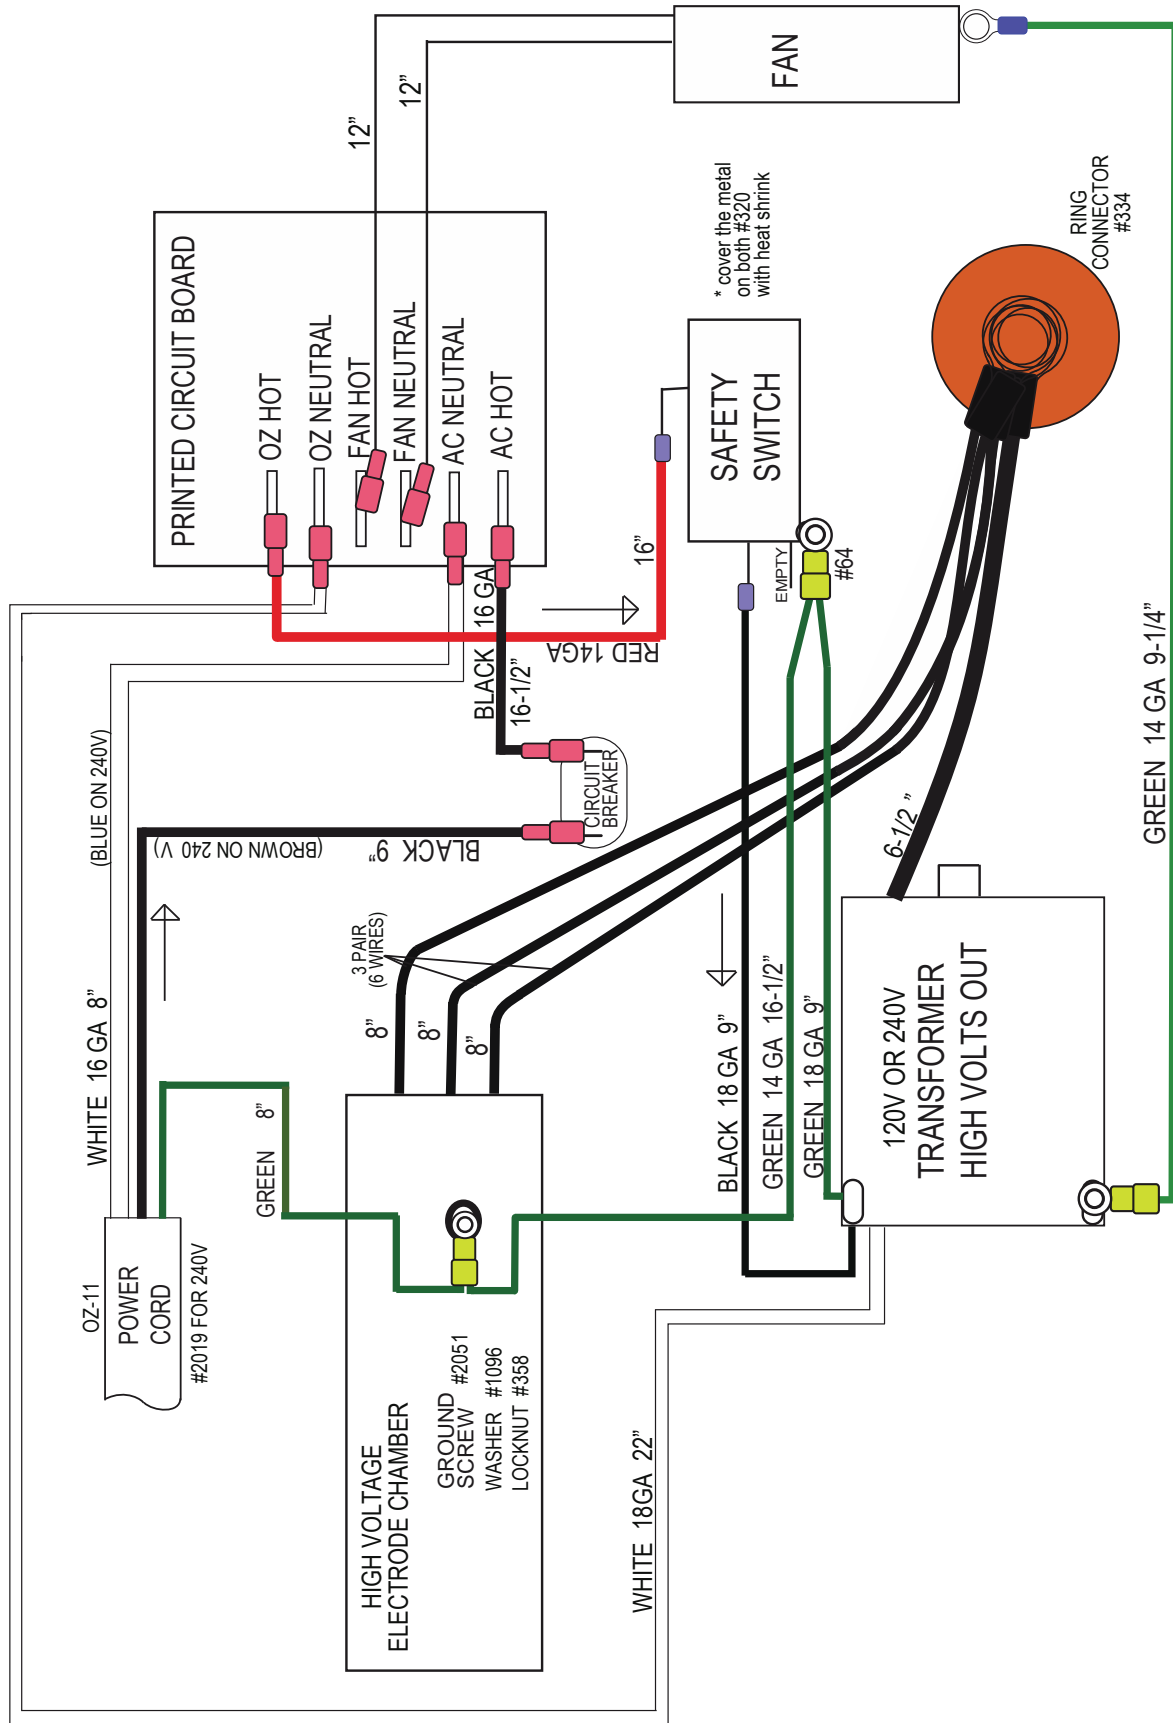 OZ-11
POWER
CORD
#2019 FOR 240V
WHITE 16 GA 8”
(BLUE ON 240V)
(BROWN ON 240 V)
BLACK 9”
GREEN 8”
CIRCUIT
BREAKER
BLACK 16 GA
16-1/2”
PRINTED CIRCUIT BOARD
OZ HOT
OZ NEUTRAL
FAN HOT
FAN NEUTRAL
AC NEUTRAL
AC HOT
12”
12”
FAN
RED 14GA
16”
* cover the metal
on both #320
with heat shrink
SAFETY
SWITCH
EMPTY
#64
RING
CONNECTOR
#334
HIGH VOLTAGE
ELECTRODE CHAMBER
GROUND
SCREW #2051
WASHER #1096
LOCKNUT #358
3 PAIR
(6 WIRES)
8”
8”
8”
6-1/2 ”
BLACK 18 GA 9”
GREEN 14 GA 16-1/2”
GREEN 18 GA 9”
120V OR 240V
TRANSFORMER
HIGH VOLTS OUT
WHITE 18GA 22”
GREEN 14 GA 9-1/4”